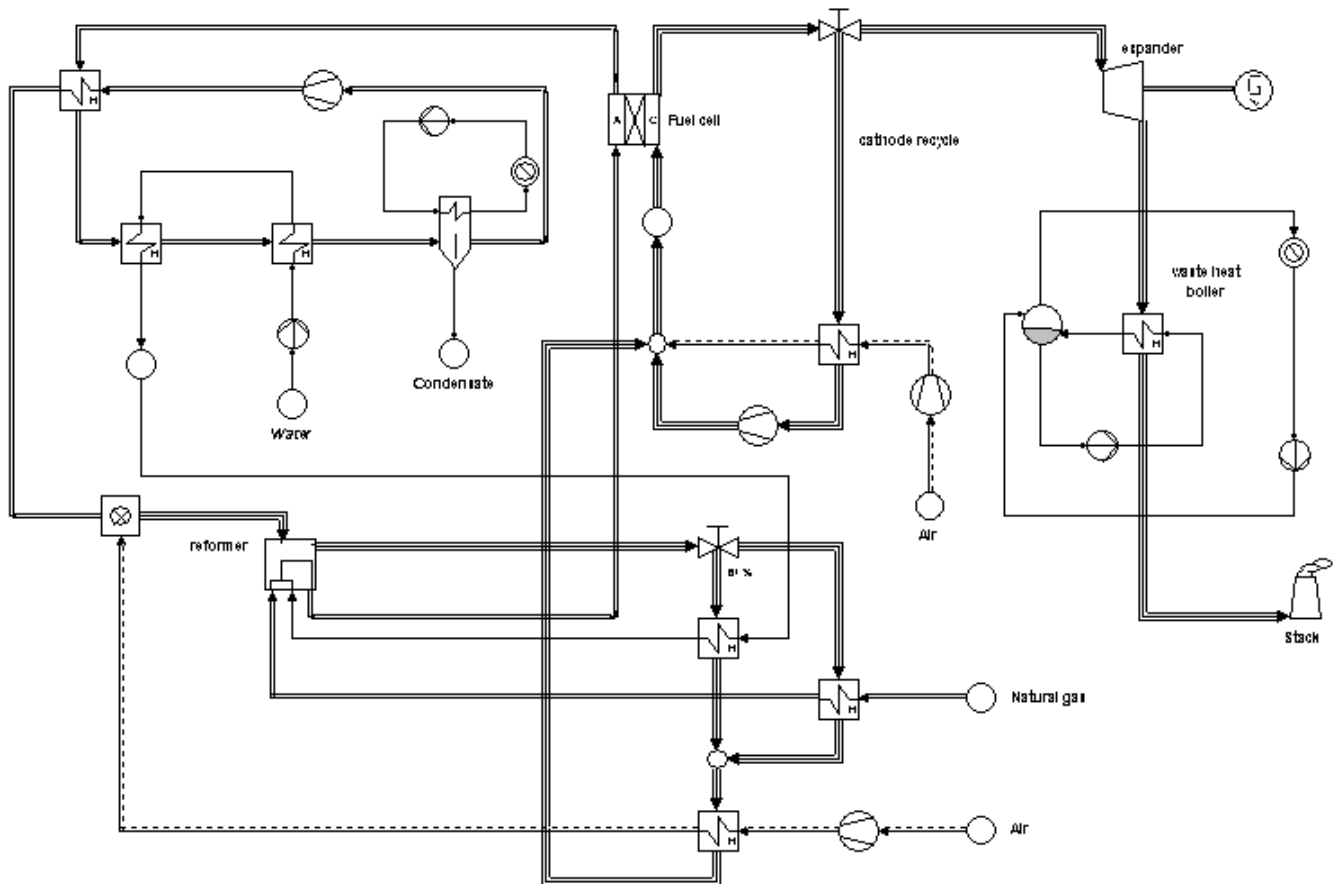 expander
H
G
A
C
Fuel cell
cathode recycle
H
H
waste heat
boiler
H
H
Condensate
Water
Air
reformer
H
Stack
H
Natural gas
H
Air